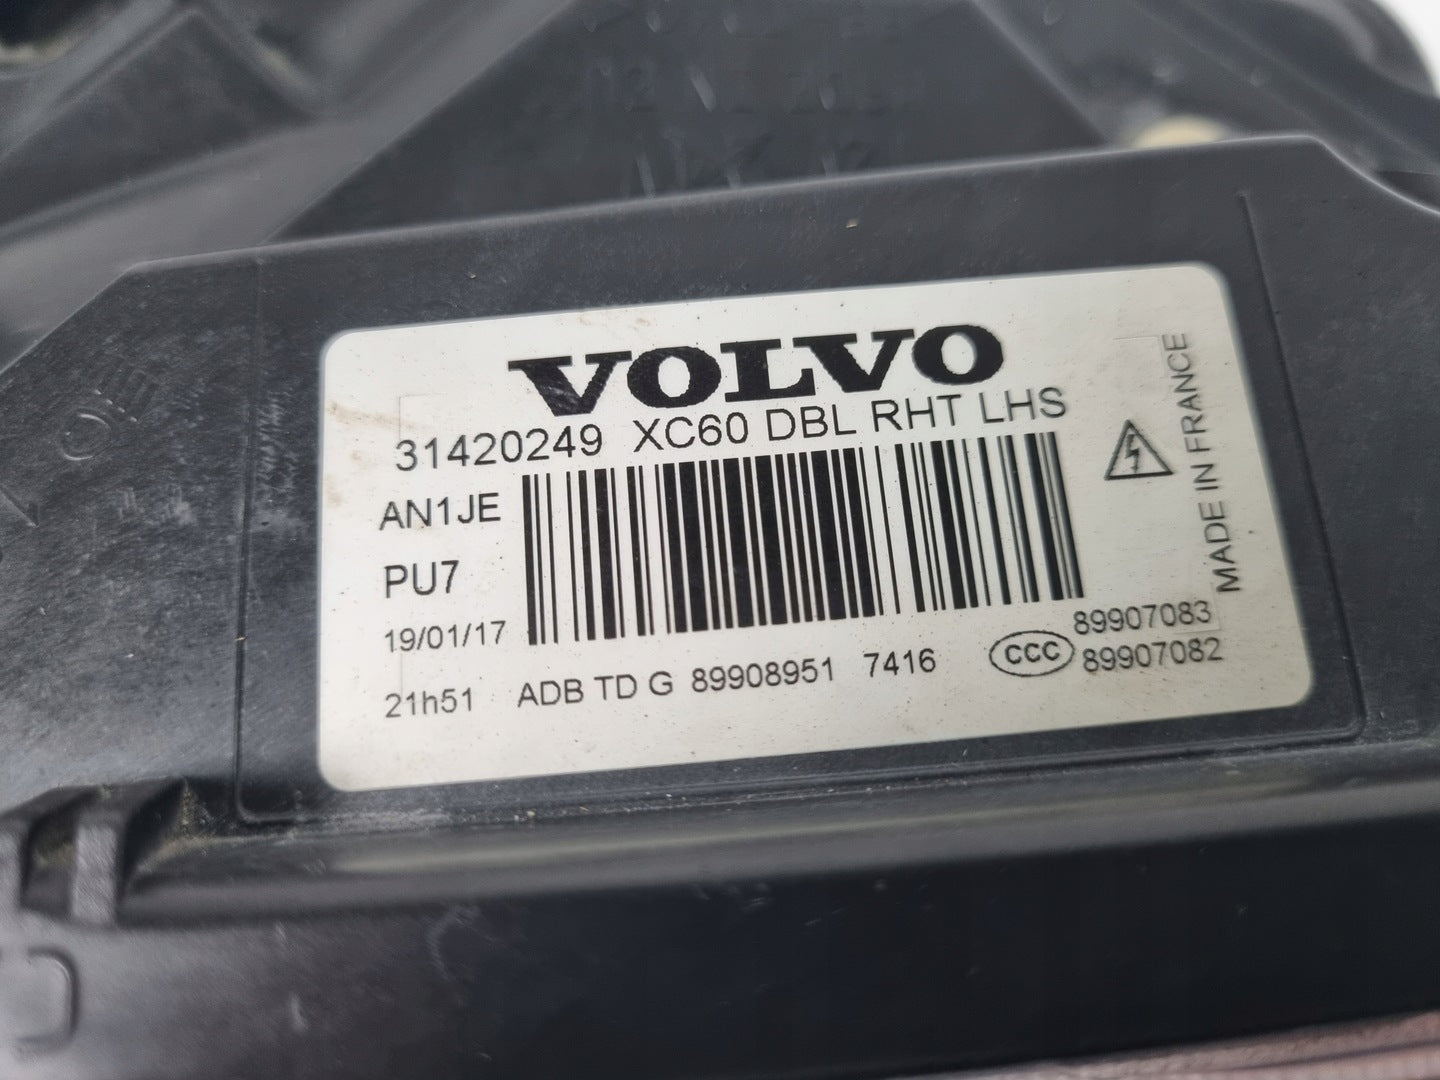 VOLVO
31420249 XC60 DBL RHT LHS
AN1JE
PU7
19/01/17
21h51 ADB TD G 89908951 7416
CCC
89907083
89907082
MADE IN FRANCE